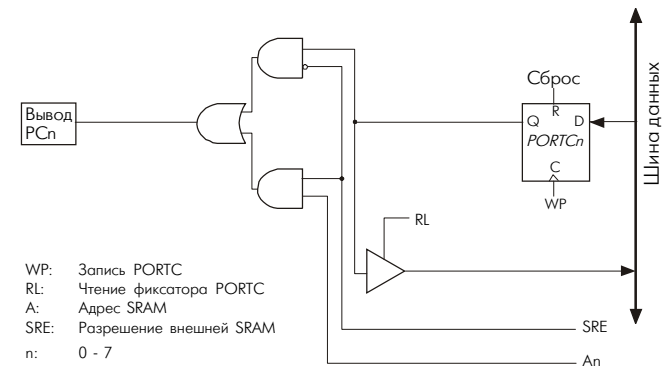 Сброс
Вывод
PCn
R
Q
D
PORTCn
C
WP
Шина данных
RL
WP: Запись PORTC
RL: Чтение фиксатора PORTC
A: Адрес SRAM
SRE: Разрешение внешней SRAM
n: 0 - 7
SRE
An